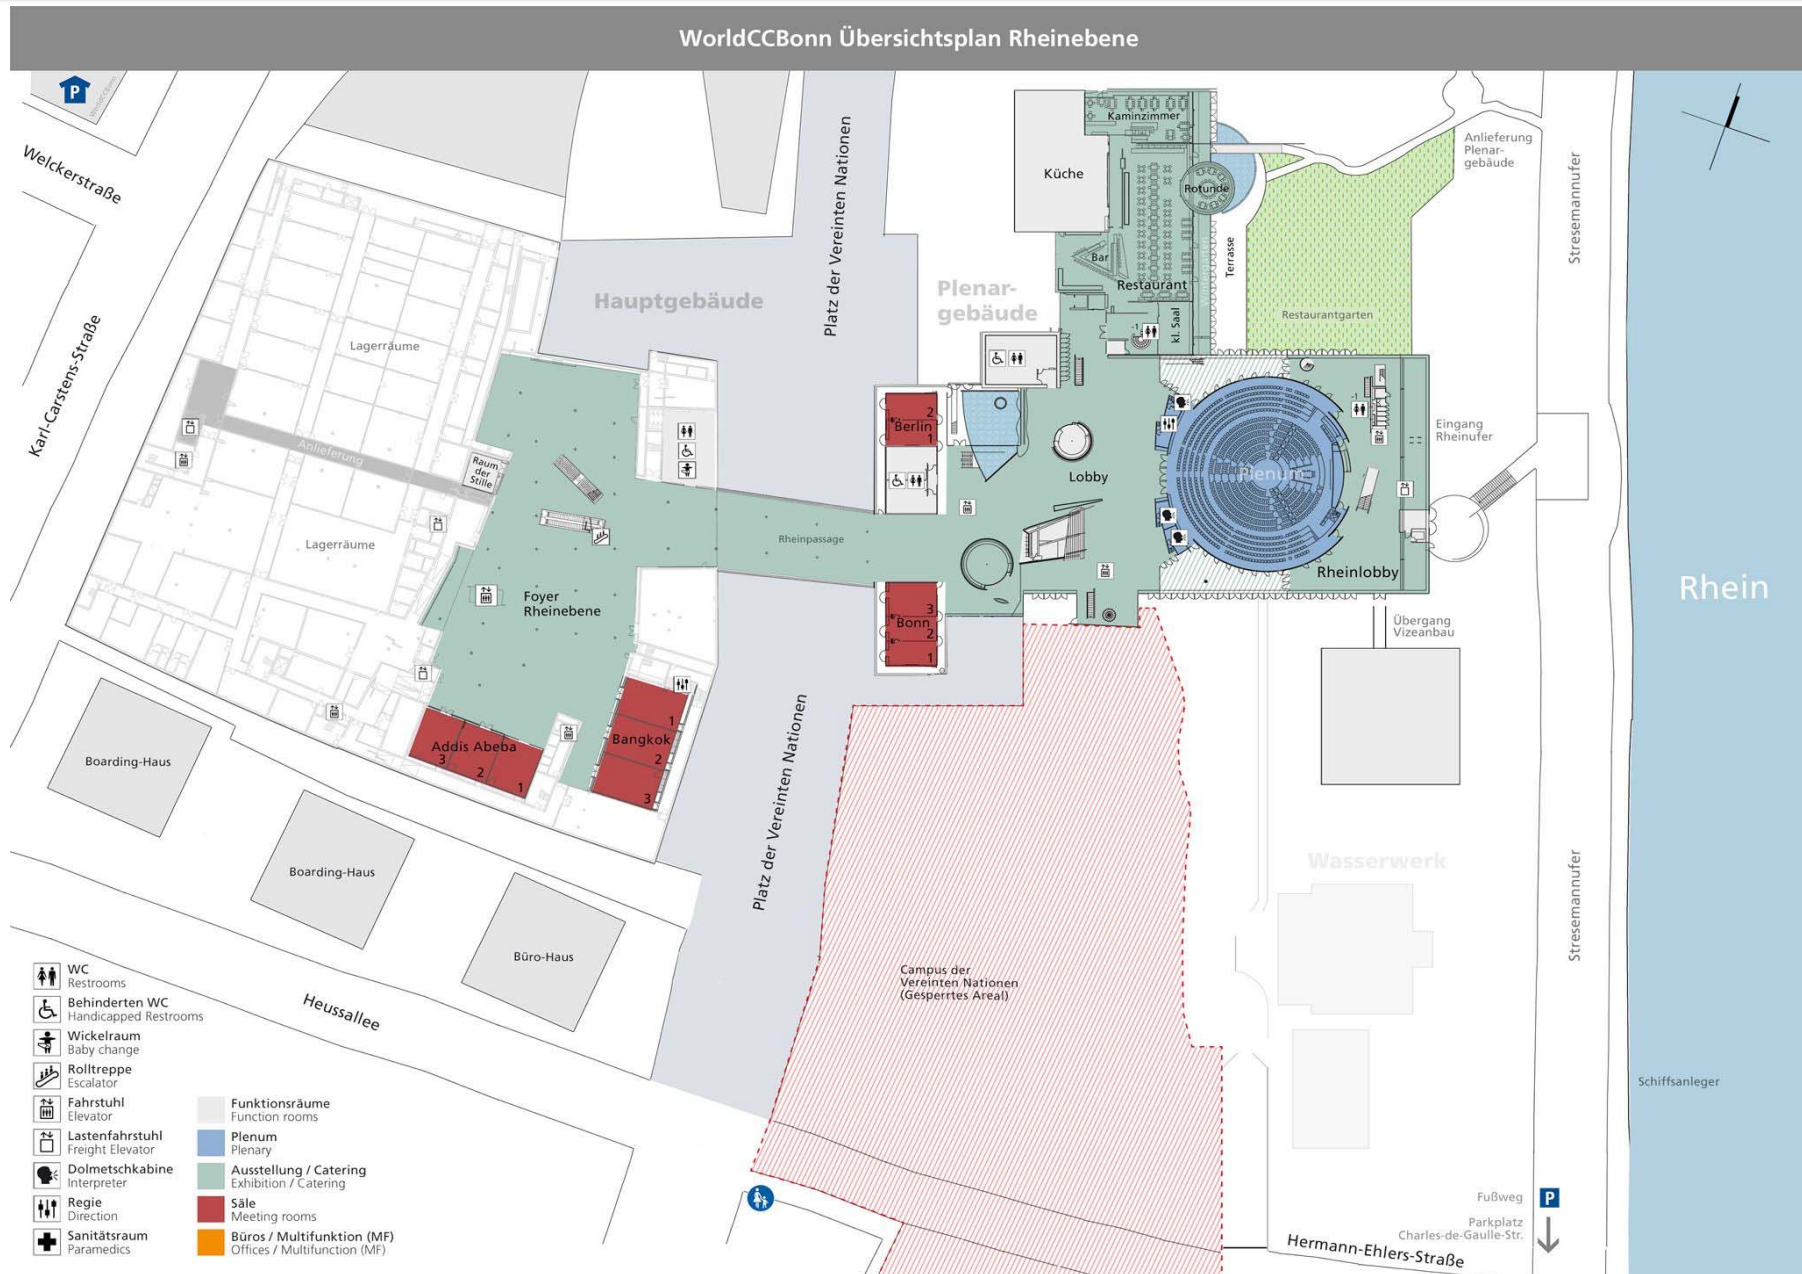 WorldCCBonn Übersichtsplan Rheinebene
P
WorldCCBonn
Welckerstraße
Karl-Carstens-Straße
Platz der Vereinten Nationen
Hauptgebäude
Plenar-
gebäude
Küche
Kaminzimmer
Rotunde
Bar
Restaurant
Terrasse
kl. Saal
-1
Restaurantgarten
Anlieferung
Plenar-
gebäude
Stresemannufer
Lagerräume
Anlieferung
Raum
der
Stille
Lagerräume
Foyer
Rheinebene
Rheinpassage
2
Berlin
1
3
Bonn
2
1
Lobby
Plenum
-1
Rheinlobby
Eingang
Rheinufer
Übergang
Vizeanbau
Rhein
Addis Abeba
3
2
1
1
Bangkok
2
3
Platz der Vereinten Nationen
Boarding-Haus
Boarding-Haus
Büro-Haus
Heussallee
Campus der
Vereinten Nationen
(Gesperrtes Areal)
Wasserwerk
Stresemannufer
Schiffsanleger
WC
Restrooms
Behinderten WC
Handicapped Restrooms
Wickelraum
Baby change
Rolltreppe
Escalator
Fahrstuhl
Elevator
Lastenfahrstuhl
Freight Elevator
Dolmetschkabine
Interpreter
Regie
Direction
Sanitätsraum
Paramedics
Funktionsräume
Function rooms
Plenum
Plenary
Ausstellung / Catering
Exhibition / Catering
Säle
Meeting rooms
Büros / Multifunktion (MF)
Offices / Multifunction (MF)
Fußweg
P
Parkplatz
Charles-de-Gaulle-Str.
Hermann-Ehlers-Straße